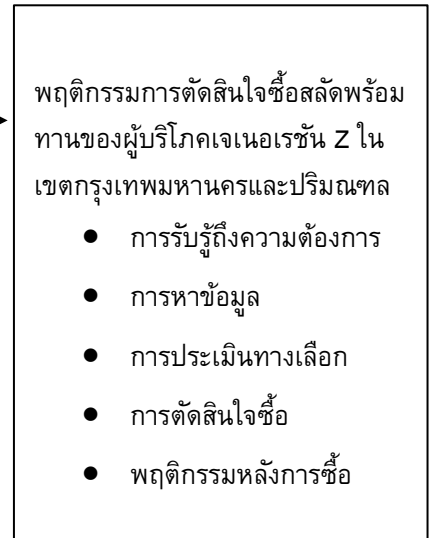 พฤติกรรมการตัดสินใจซื้อสลัดพร้อม
ทานของผู้บริโภคเจเนอเรชัน Z ใน
เขตกรุงเทพมหานครและปริมณฑล
● การรับรู้ถึงความต้องการ
● การหาข้อมูล
● การประเมินทางเลือก
● การตัดสินใจซื้อ
● พฤติกรรมหลังการซื้อ